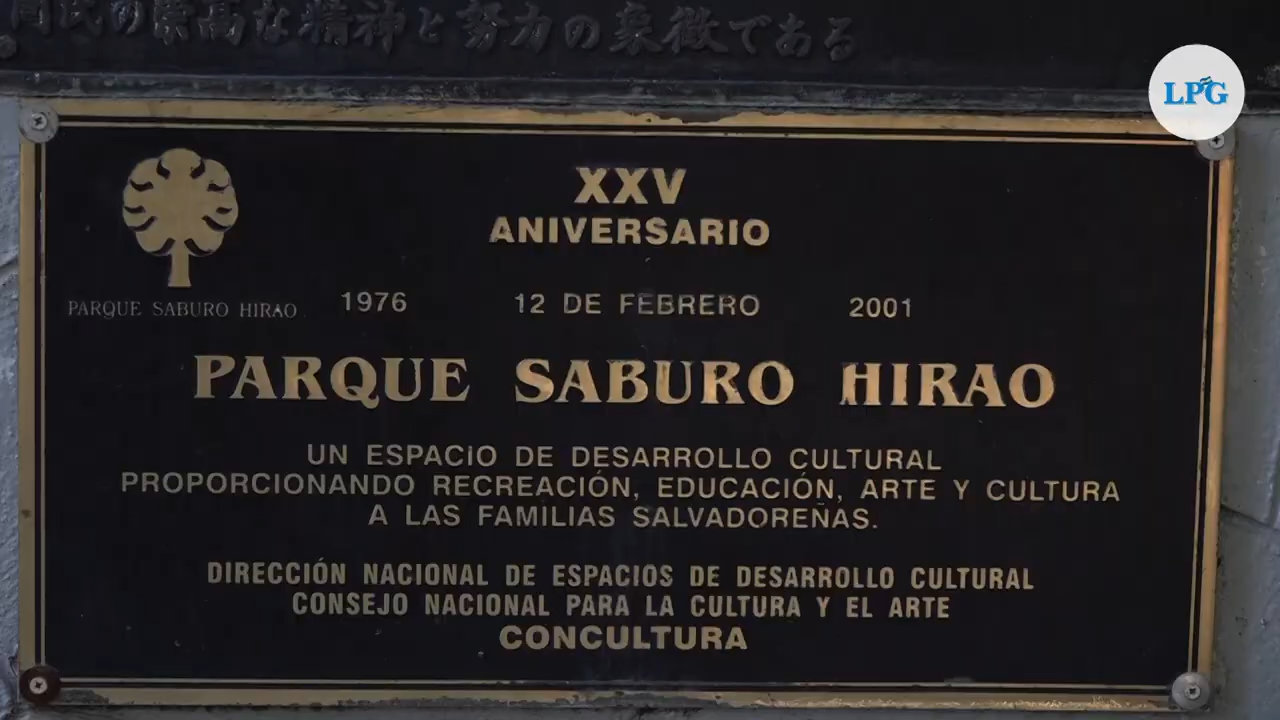 氏の崇高な精神と努力の象徴である
LPG
XXV
ANIVERSARIO
PARQUE SABURO HIRAO
1976 12 DE FEBRERO 2001
PARQUE SABURO HIRAO
UN ESPACIO DE DESARROLLO CULTURAL
PROPORCIONANDO RECREACIÓN, EDUCACIÓN, ARTE Y CULTURA
A LAS FAMILIAS SALVADOREÑAS.
DIRECCIÓN NACIONAL DE ESPACIOS DE DESARROLLO CULTURAL
CONSEJO NACIONAL PARA LA CULTURA Y EL ARTE
CONCULTURA